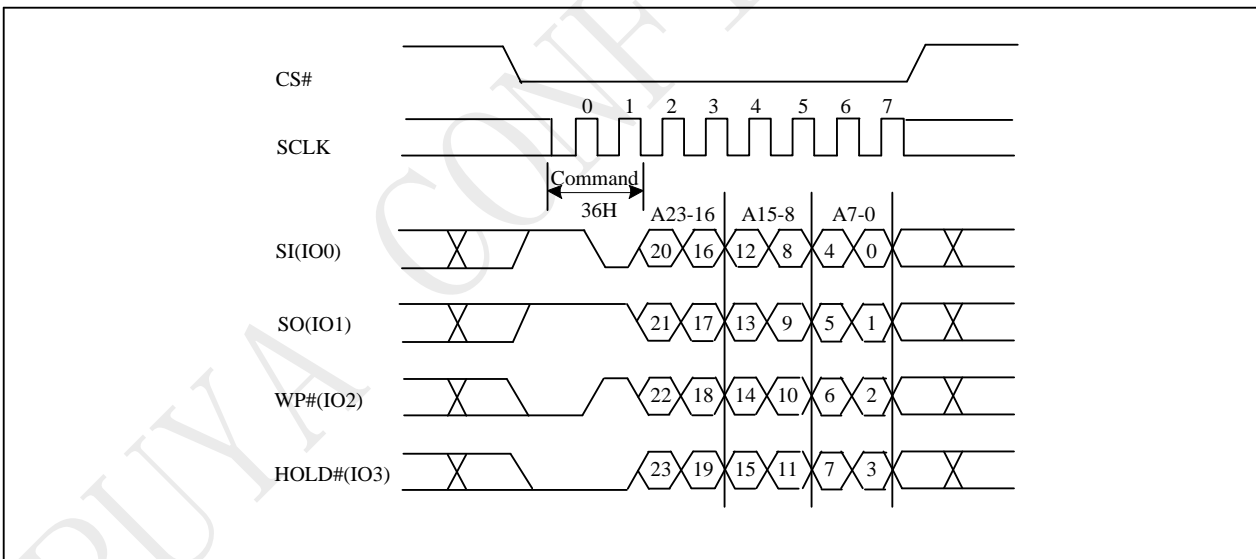 PUYA CONF
CS#
0 1 2 3 4 5 6 7
SCLK
Command
36H
A23-16 A15-8 A7-0
SI(IO0) 20 16 12 8 4 0
SO(IO1) 21 17 13 9 5 1
WP#(IO2) 22 18 14 10 6 2
HOLD#(IO3) 23 19 15 11 7 3